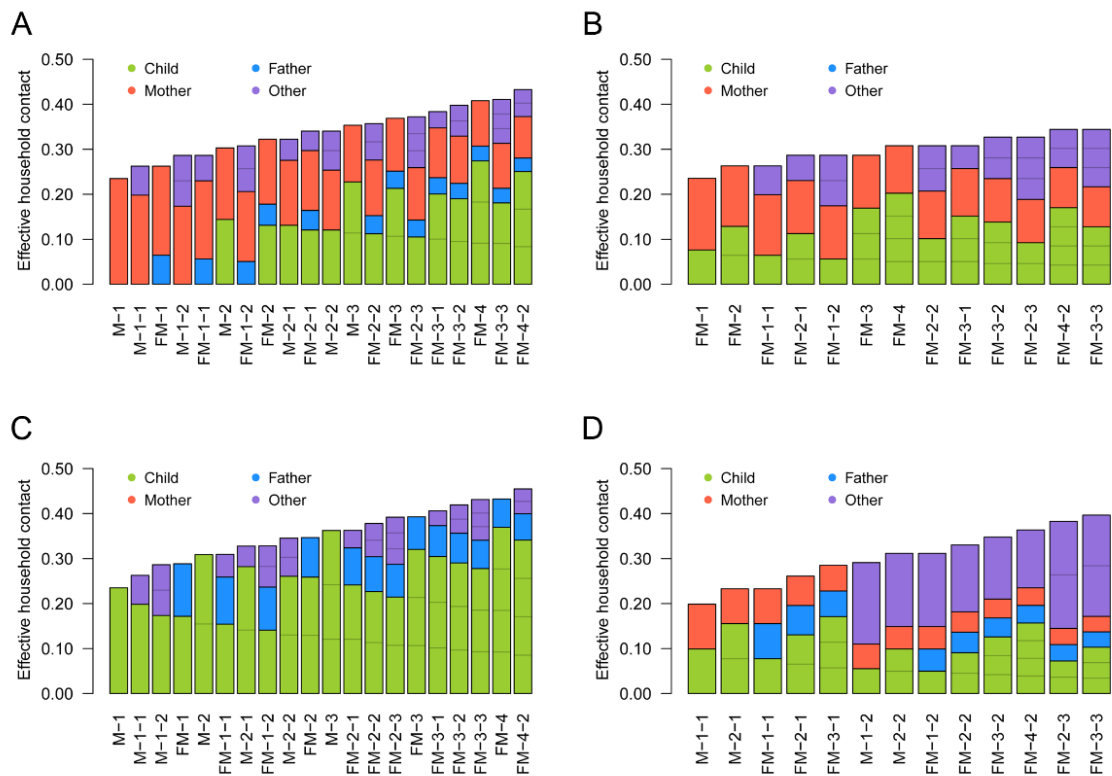 A
Effective household contact
0.50
0.40
0.30
0.20
0.10
0.00
Child
Father
Mother
Other
M−1
M−1−1
FM−1
M−1−2
FM−1−1
M−2
FM−1−2
FM−2
M−2−1
FM−2−1
M−2−2
M−3
FM−2−2
FM−3
FM−2−3
FM−3−1
FM−3−2
FM−4
FM−3−3
FM−4−2
B
Effective household contact
0.50
0.40
0.30
0.20
0.10
0.00
Child
Father
Mother
Other
FM−1
FM−2
FM−1−1
FM−2−1
FM−1−2
FM−3
FM−4
FM−2−2
FM−3−1
FM−3−2
FM−2−3
FM−4−2
FM−3−3
C
Effective household contact
0.50
0.40
0.30
0.20
0.10
0.00
Child
Father
Mother
Other
M−1
M−1−1
M−1−2
FM−1
M−2
FM−1−1
M−2−1
FM−1−2
M−2−2
FM−2
M−3
FM−2−1
FM−2−2
FM−2−3
FM−3
FM−3−1
FM−3−2
FM−3−3
FM−4
FM−4−2
D
Effective household contact
0.50
0.40
0.30
0.20
0.10
0.00
Child
Father
Mother
Other
M−1−1
M−2−1
FM−1−1
FM−2−1
FM−3−1
M−1−2
M−2−2
FM−1−2
FM−2−2
FM−3−2
FM−4−2
FM−2−3
FM−3−3